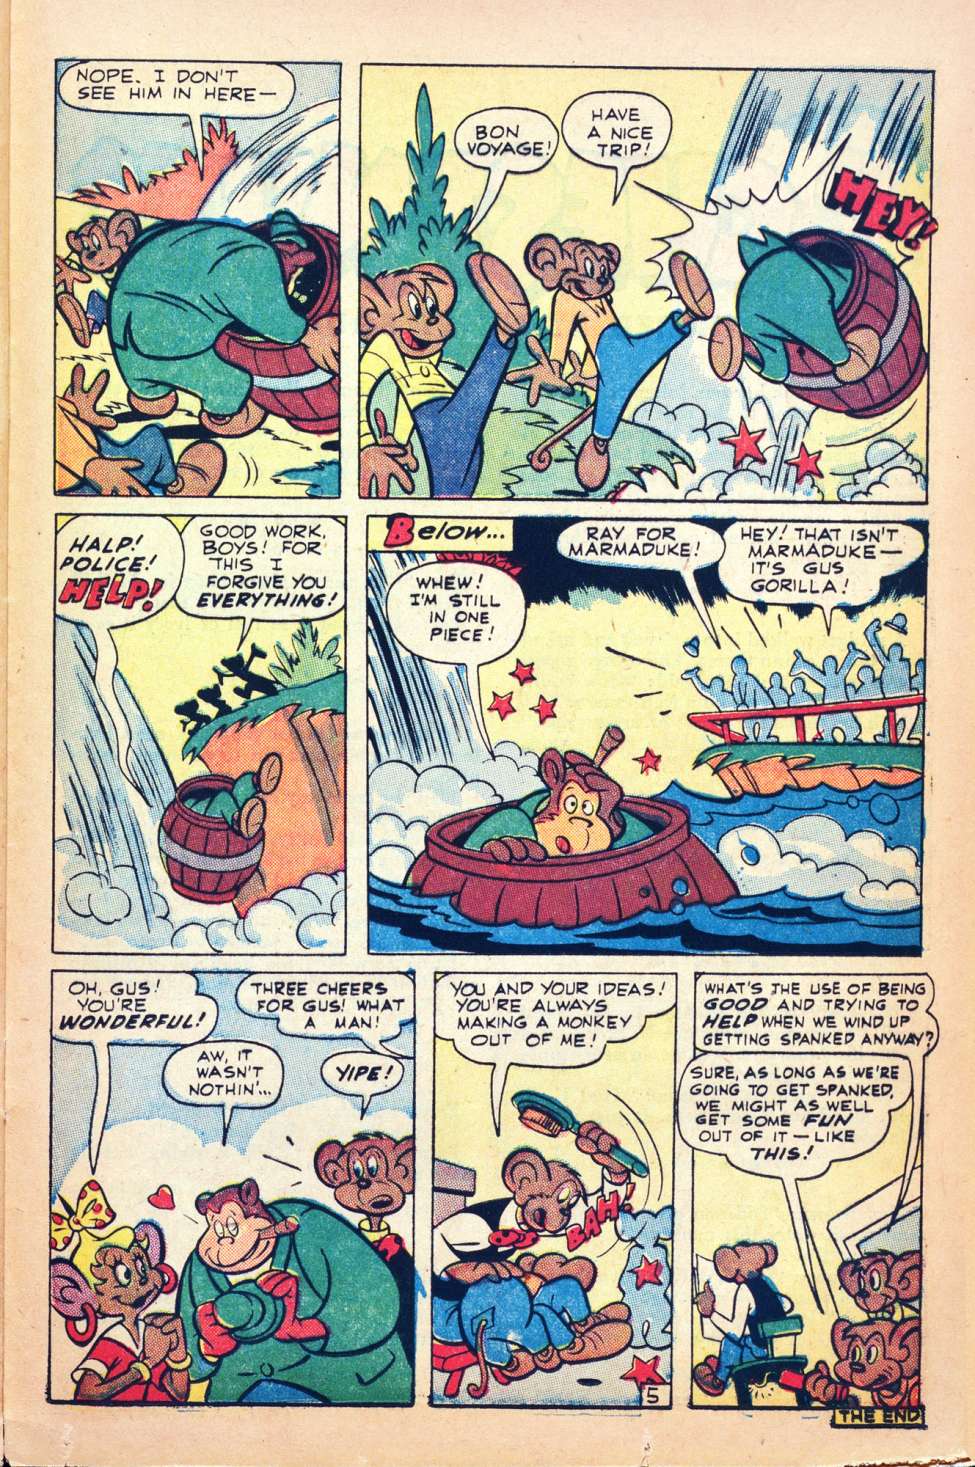 NOPE. I DON'T
SEE HIM IN HERE—
BON
VOYAGE!
HAVE
A NICE
TRIP!
HEY!
HALP!
POLICE!
HELP!
GOOD WORK,
BOYS! FOR
THIS I
FORGIVE YOU
EVERYTHING!
Below...
WHEW!
I'M STILL
IN ONE
PIECE!
RAY FOR
MARMADUKE!
HEY! THAT ISN'T
MARMADUKE—
IT'S GUS
GORILLA!
OH, GUS!
YOU'RE
WONDERFUL!
THREE CHEERS
FOR GUS! WHAT
A MAN!
AW, IT
WASN'T
NOTHIN'...
YIPE!
YOU AND YOUR IDEAS!
YOU'RE ALWAYS
MAKING A MONKEY
OUT OF ME!
BAH!
5
WHAT'S THE USE OF BEING
GOOD AND TRYING TO
HELP WHEN WE WIND UP
GETTING SPANKED ANYWAY?
SURE, AS LONG AS WE'RE
GOING TO GET SPANKED,
WE MIGHT AS WELL
GET SOME FUN
OUT OF IT — LIKE
THIS!
THE END